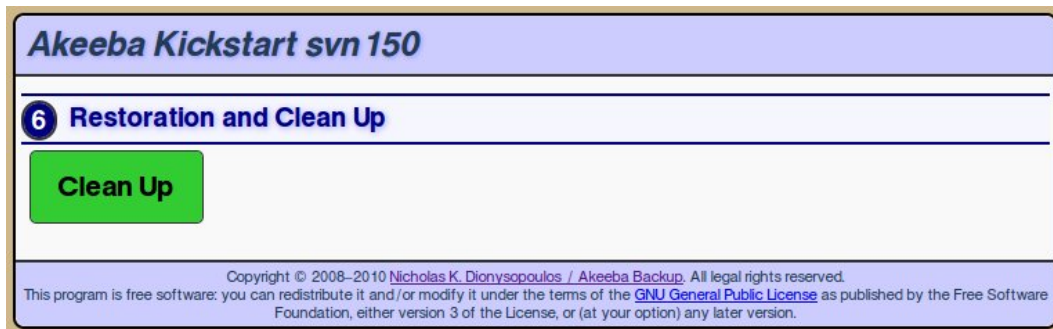 Akeeba Kickstart svn 150
6 Restoration and Clean Up
Clean Up
Copyright © 2008–2010 Nicholas K. Dionysopoulos / Akeeba Backup. All legal rights reserved.
This program is free software: you can redistribute it and/or modify it under the terms of the GNU General Public License as published by the Free Software
Foundation, either version 3 of the License, or (at your option) any later version.